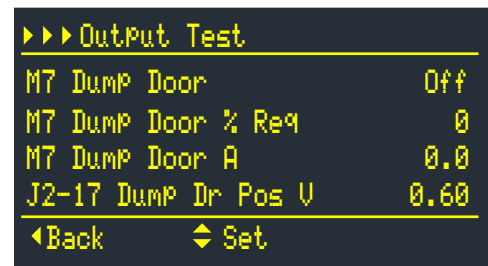 ▶▶▶Output Test
M7 Dump Door Off
M7 Dump Door % Req 0
M7 Dump Door A 0.0
J2-17 Dump Dr Pos V 0.60
◀Back ◆Set